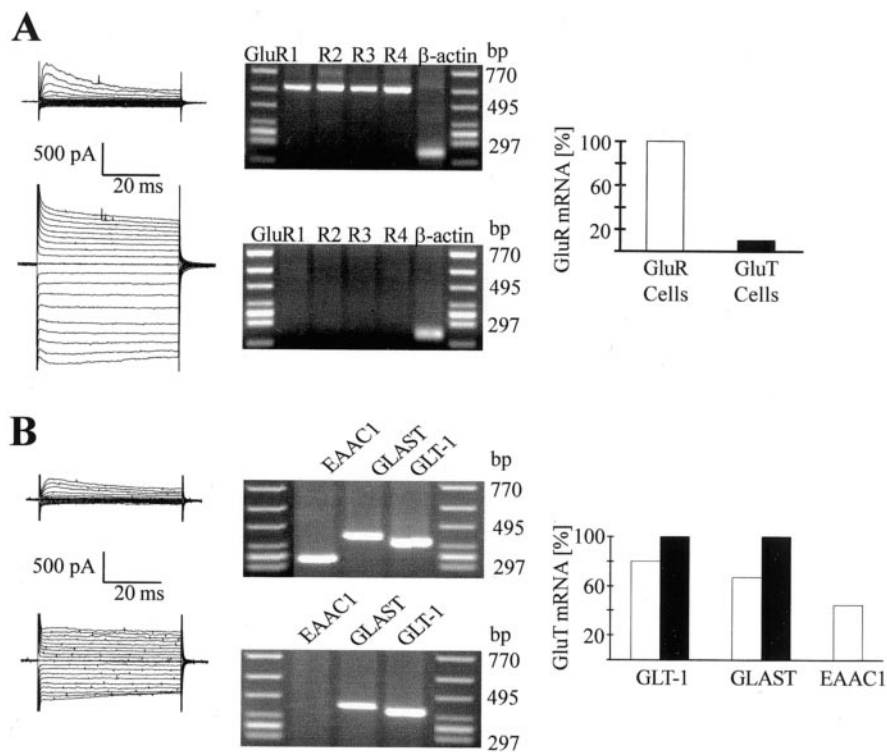 A
GluR1 R2 R3 R4 β-actin bp
770
495
297
500 pA
20 ms
GluR1 R2 R3 R4 β-actin bp
770
495
297
GluR mRNA [%]
100
60
20
GluR Cells
GluT Cells
B
EAAC1 GLAST GLT-1 bp
770
495
297
500 pA
20 ms
EAAC1 GLAST GLT-1
770
495
297
GluT mRNA [%]
100
60
20
GLT-1 GLAST EAAC1